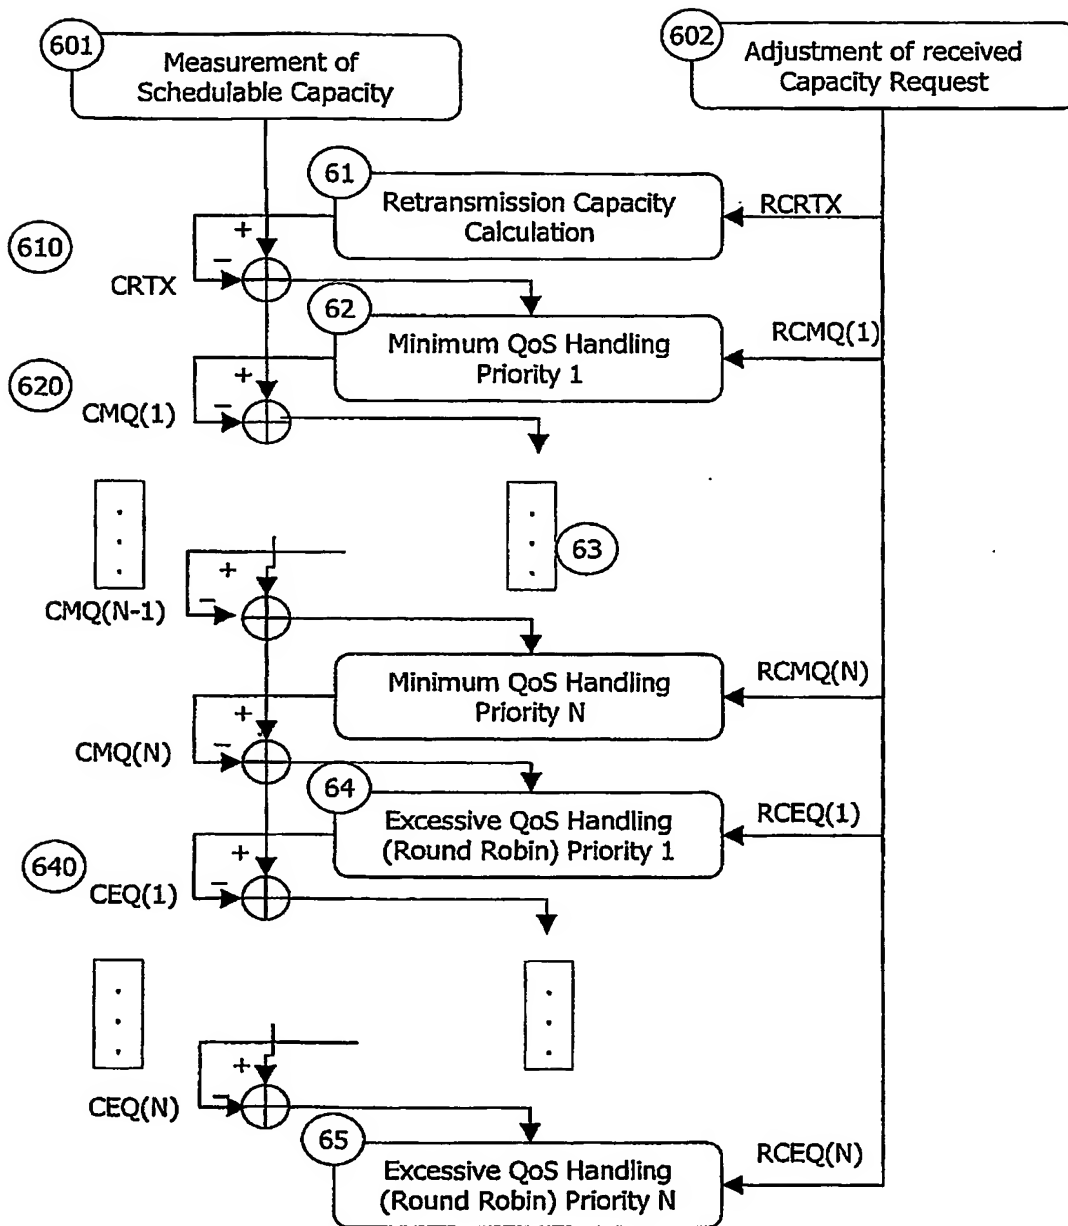 601
Measurement of
Schedulable Capacity
602
Adjustment of received
Capacity Request
61
Retransmission Capacity
Calculation
RCRTX
610
+
−
CRTX
62
Minimum QoS Handling
Priority 1
RCMQ(1)
620
+
−
CMQ(1)
63
+
−
CMQ(N-1)
Minimum QoS Handling
Priority N
RCMQ(N)
+
−
CMQ(N)
64
Excessive QoS Handling
(Round Robin) Priority 1
RCEQ(1)
640
+
−
CEQ(1)
+
−
CEQ(N)
65
Excessive QoS Handling
(Round Robin) Priority N
RCEQ(N)